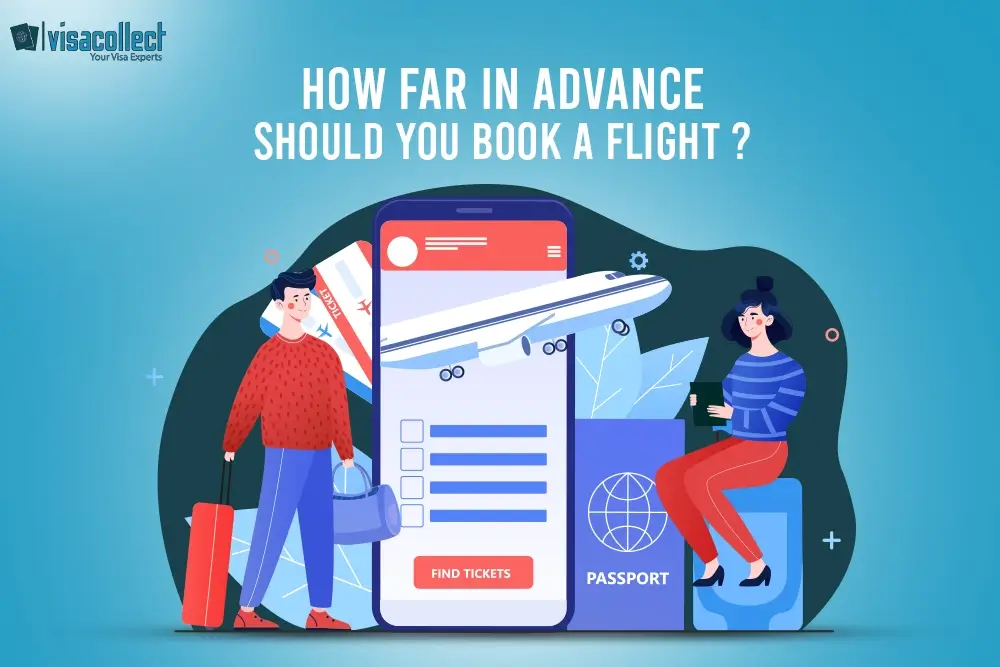 visacollect
Your Visa Experts
HOW FAR IN ADVANCE
SHOULD YOU BOOK A FLIGHT ?
TICKET
FIND TICKETS
PASSPORT